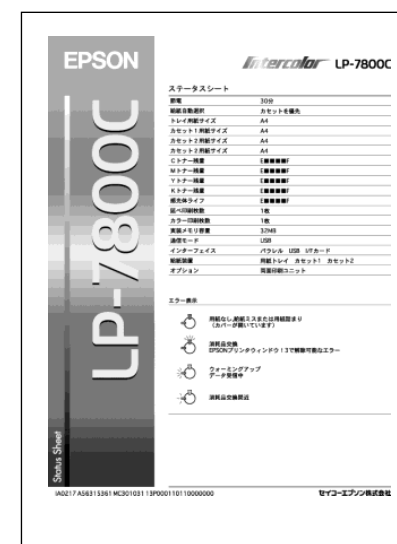 EPSON
Intercolor LP-7800C
LP-7800C
Status Sheet
ステータスシート
節電 30分
給紙自動選択 カセットを優先
トレイ用紙サイズ A4
カセット1用紙サイズ A4
カセット2用紙サイズ A4
カセット2用紙サイズ A4
Cトナー残量 E■■■■F
Mトナー残量 E■■■■F
Yトナー残量 E■■■■F
Kトナー残量 E■■■■F
感光体ライフ E■■■■F
延べ印刷枚数 1枚
カラー印刷枚数 1枚
実装メモリ容量 32MB
通信モード USB
インターフェイス パラレル USB I/Fカード
給紙装置 用紙トレイ カセット1 カセット2
オプション 両面印刷ユニット
エラー表示
用紙なし,給紙ミスまたは用紙詰まり
(カバーが開いています)
消耗品交換
EPSONプリンタウィンドウ!3で解除可能なエラー
ウォーミングアップ
データ受信中
消耗品交換間近
IA0Z17 A56315361 MC301031 13P000110110000000
セイコーエプソン株式会社